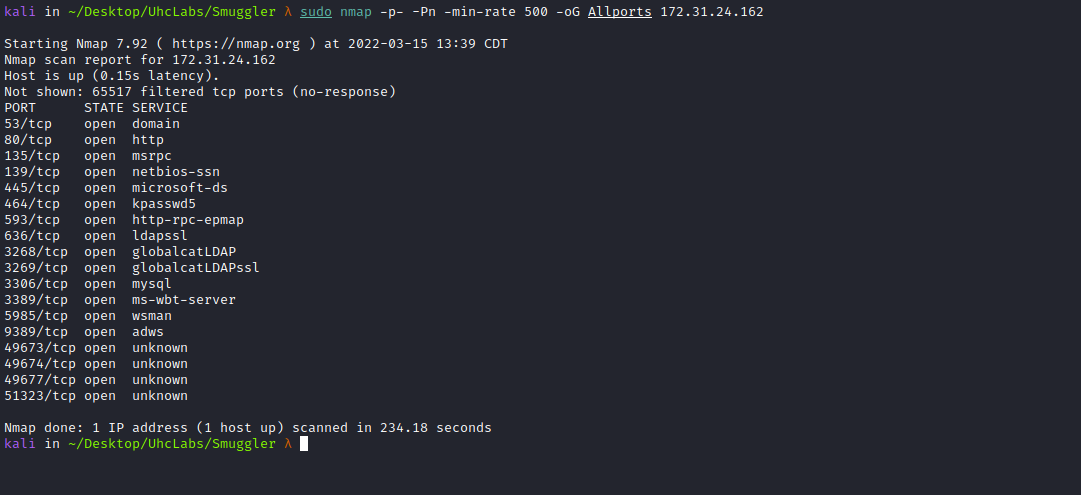 kali in ~/Desktop/UhcLabs/Smuggler λ sudo nmap -p- -Pn -min-rate 500 -oG Allports 172.31.24.162
Starting Nmap 7.92 ( https://nmap.org ) at 2022-03-15 13:39 CDT
Nmap scan report for 172.31.24.162
Host is up (0.15s latency).
Not shown: 65517 filtered tcp ports (no-response)
PORT      STATE SERVICE
53/tcp    open  domain
80/tcp    open  http
135/tcp   open  msrpc
139/tcp   open  netbios-ssn
445/tcp   open  microsoft-ds
464/tcp   open  kpasswd5
593/tcp   open  http-rpc-epmap
636/tcp   open  ldapssl
3268/tcp  open  globalcatLDAP
3269/tcp  open  globalcatLDAPssl
3306/tcp  open  mysql
3389/tcp  open  ms-wbt-server
5985/tcp  open  wsman
9389/tcp  open  adws
49673/tcp open  unknown
49674/tcp open  unknown
49677/tcp open  unknown
51323/tcp open  unknown
Nmap done: 1 IP address (1 host up) scanned in 234.18 seconds
kali in ~/Desktop/UhcLabs/Smuggler λ